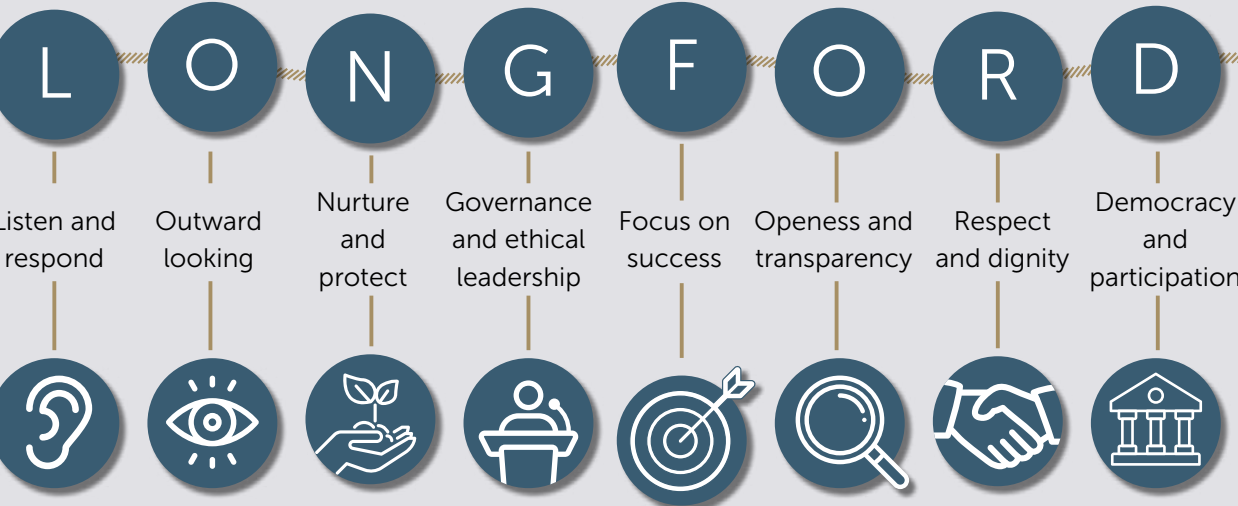 L O N G F O R D
Listen and
respond
Outward
looking
Nurture
and
protect
Governance
and ethical
leadership
Focus on
success
Openess and
transparency
Respect
and dignity
Democracy
and
participation